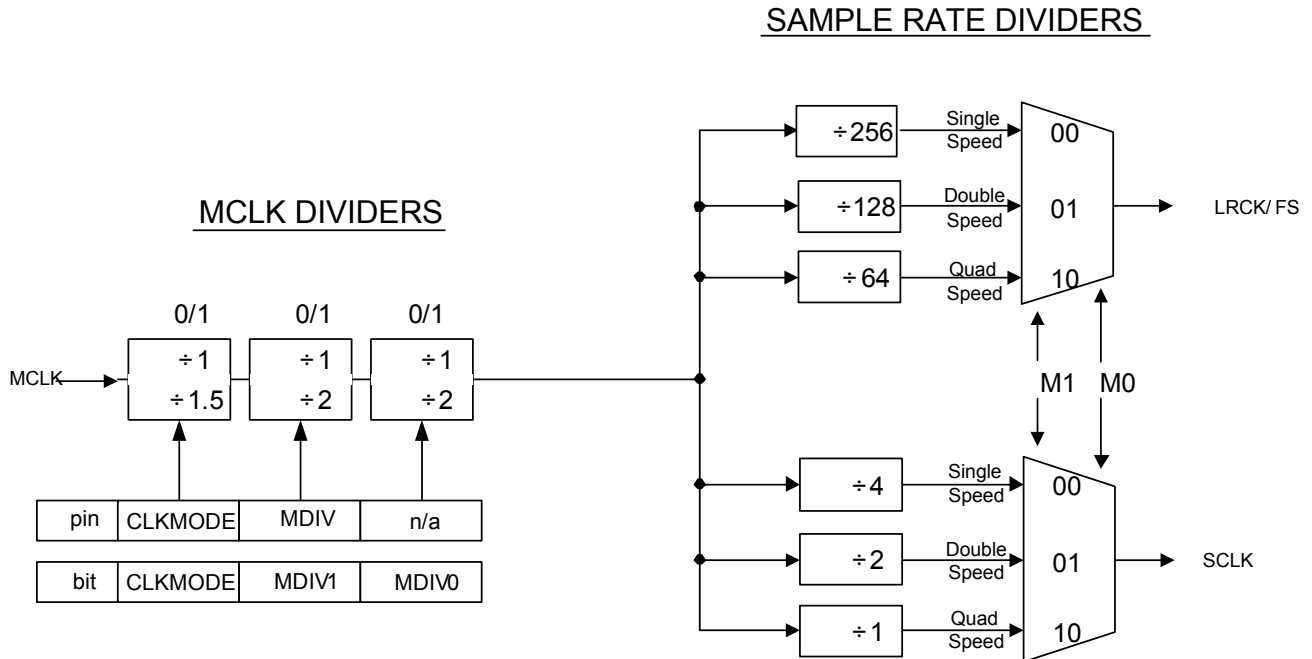 SAMPLE RATE DIVIDERS
MCLK DIVIDERS
0/1 0/1 0/1
÷1 ÷1 ÷1
MCLK
÷1.5 ÷2 ÷2
pin CLKMODE MDIV n/a
bit CLKMODE MDIV1 MDIV0
÷256 Single Speed 00
÷128 Double Speed 01 LRCK/ FS
÷64 Quad Speed 10
M1 M0
÷4 Single Speed 00
÷2 Double Speed 01 SCLK
÷1 Quad Speed 10